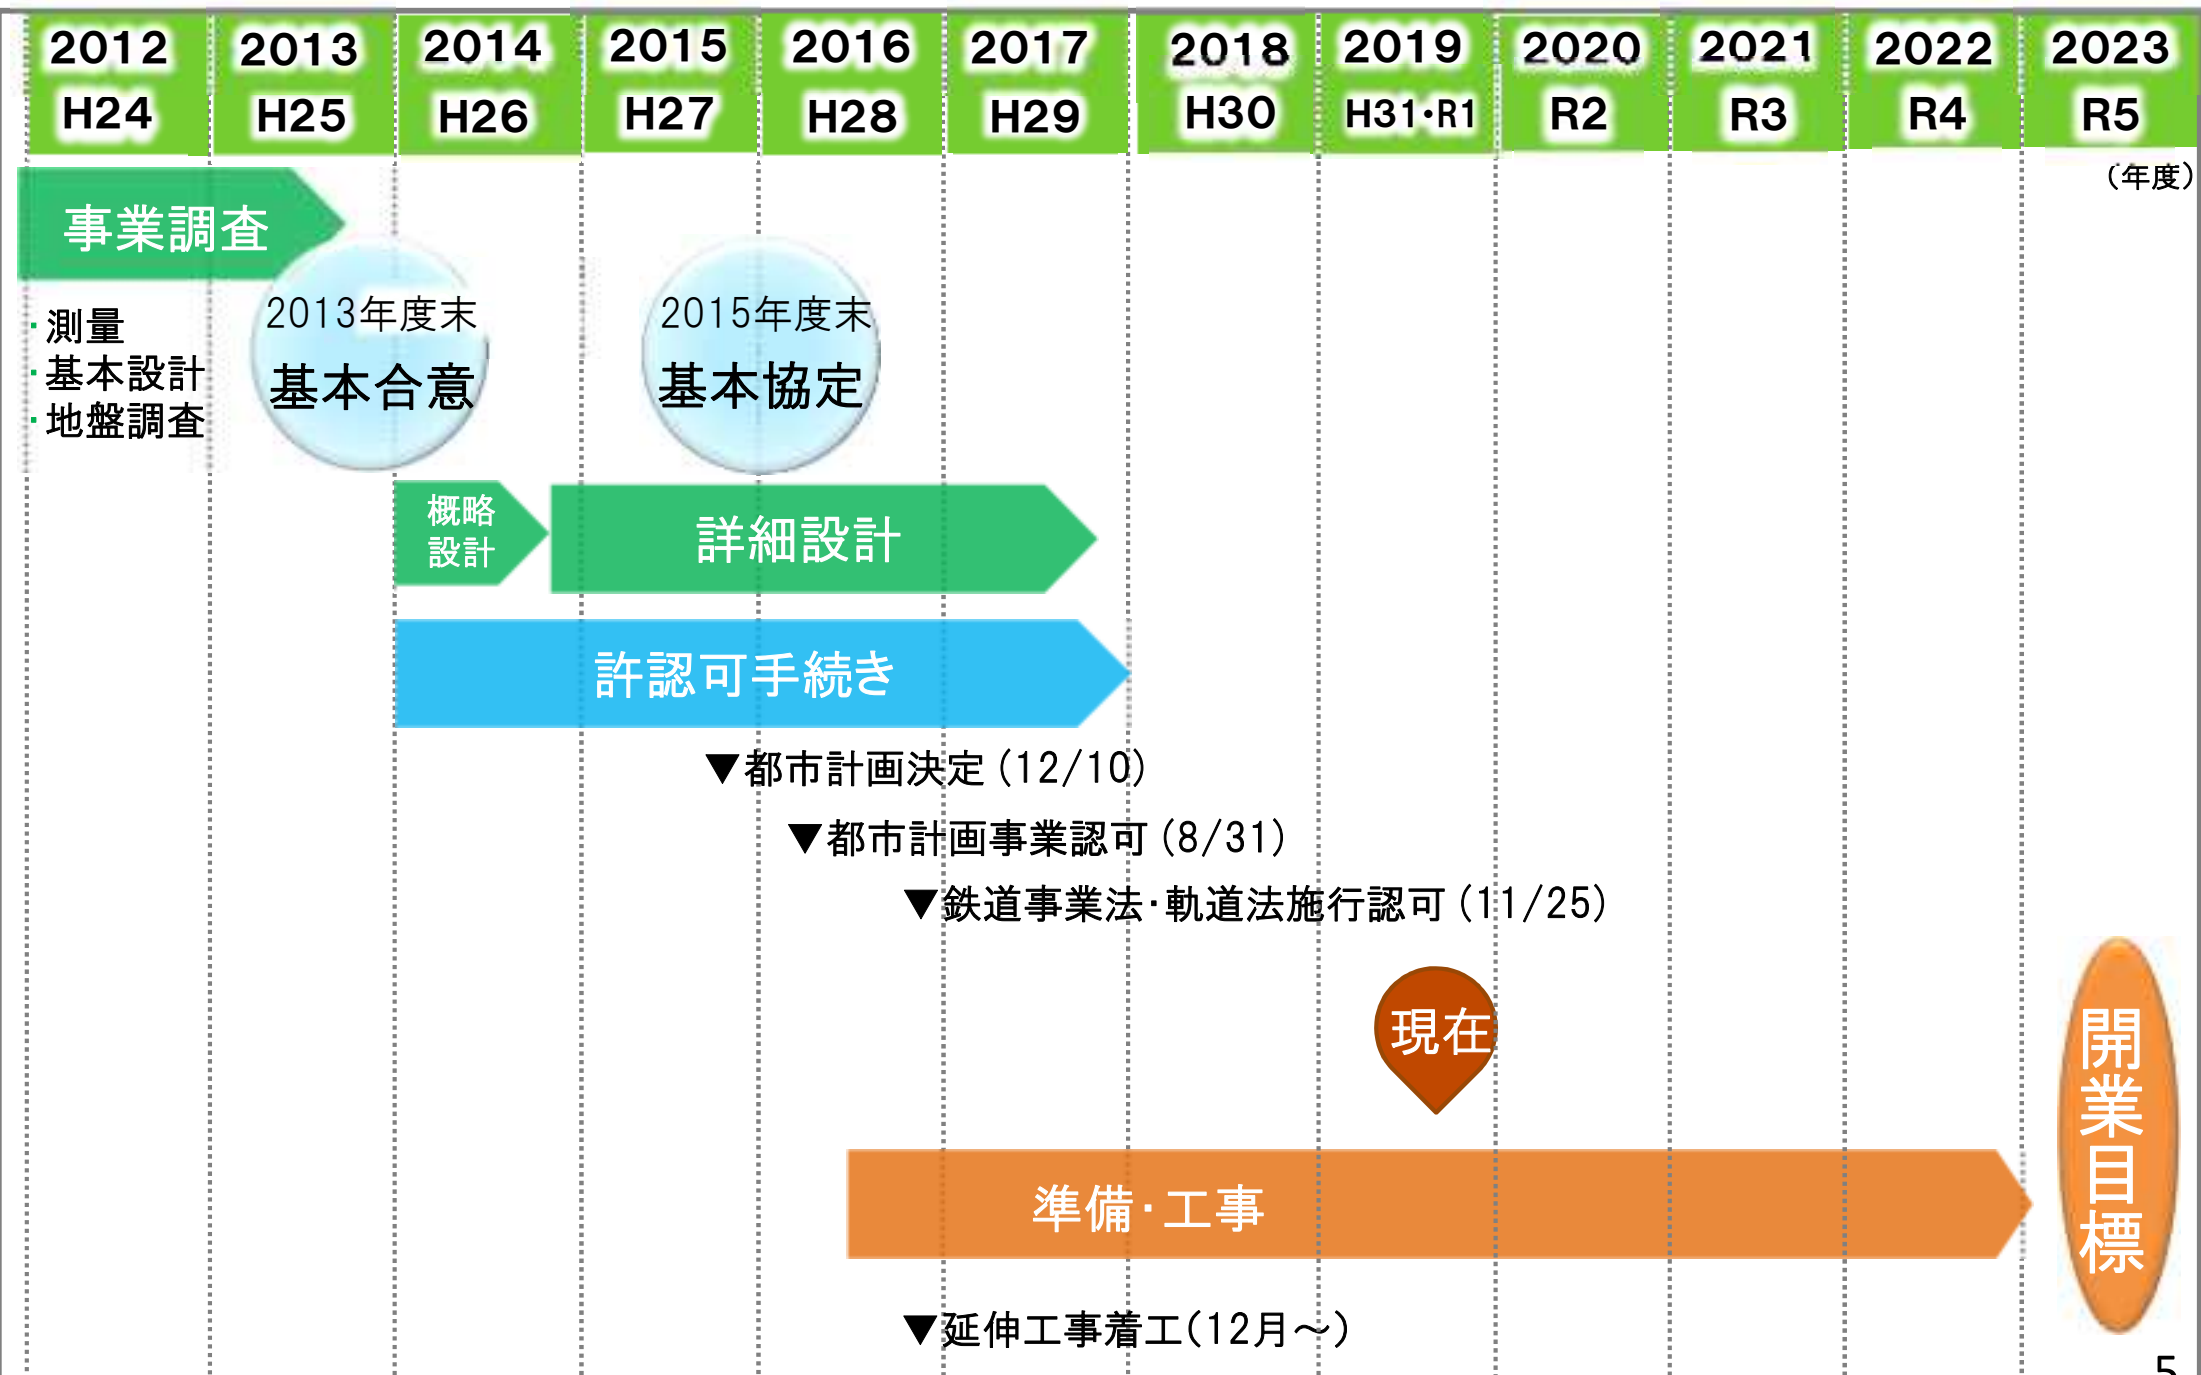 2012 2013 2014 2015 2016 2017 2018 2019 2020 2021 2022 2023
H24 H25 H26 H27 H28 H29 H30 H31・R1 R2 R3 R4 R5
（年度）
事業調査
・測量
・基本設計
・地盤調査
2013年度末
基本合意
2015年度末
基本協定
概略
設計
詳細設計
許認可手続き
▼都市計画決定(12/10)
▼都市計画事業認可(8/31)
▼鉄道事業法・軌道法施行認可(11/25)
現在
準備・工事
開業目標
▼延伸工事着工(12月～)
5